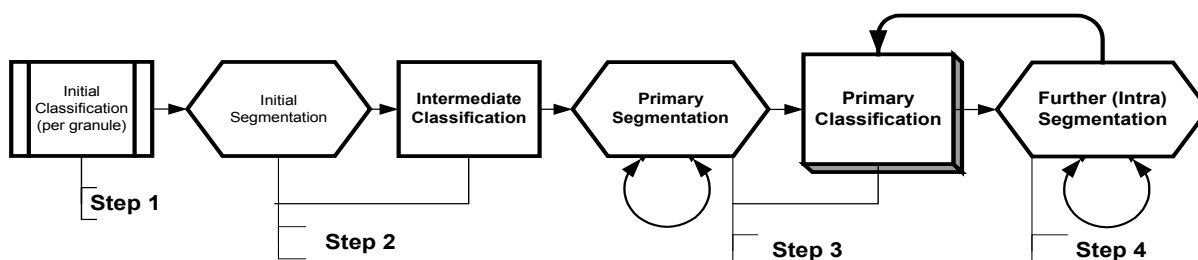 Initial
Classification
(per granule)
Initial
Segmentation
Intermediate
Classification
Primary
Segmentation
Primary
Classification
Further (Intra)
Segmentation
Step 1
Step 2
Step 3
Step 4